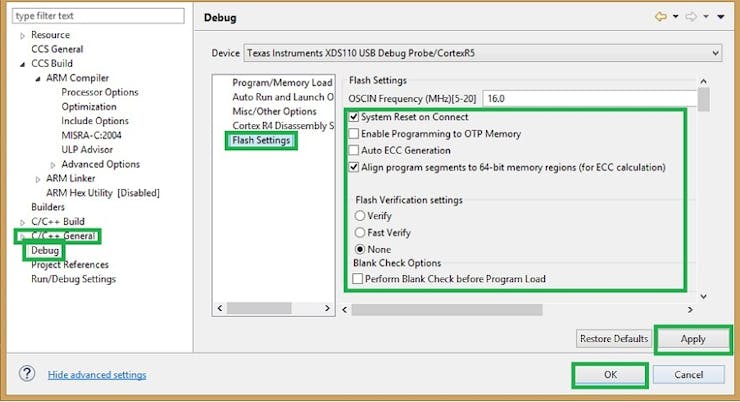 type filter text
Resource
CCS General
CCS Build
ARM Compiler
Processor Options
Optimization
Include Options
MISRA-C:2004
ULP Advisor
Advanced Options
ARM Linker
ARM Hex Utility [Disabled]
Builders
C/C++ Build
C/C++ General
Debug
Project References
Run/Debug Settings
Debug
Device Texas Instruments XDS110 USB Debug Probe/CortexR5
Program/Memory Load
Auto Run and Launch O
Misc/Other Options
Cortex R4 Disassembly S
Flash Settings
Flash Settings
OSCIN Frequency (MHz)[5-20] 16.0
System Reset on Connect
Enable Programming to OTP Memory
Auto ECC Generation
Align program segments to 64-bit memory regions (for ECC calculation)
Flash Verification settings
Verify
Fast Verify
None
Blank Check Options
Perform Blank Check before Program Load
Restore Defaults Apply
? Hide advanced settings
OK Cancel